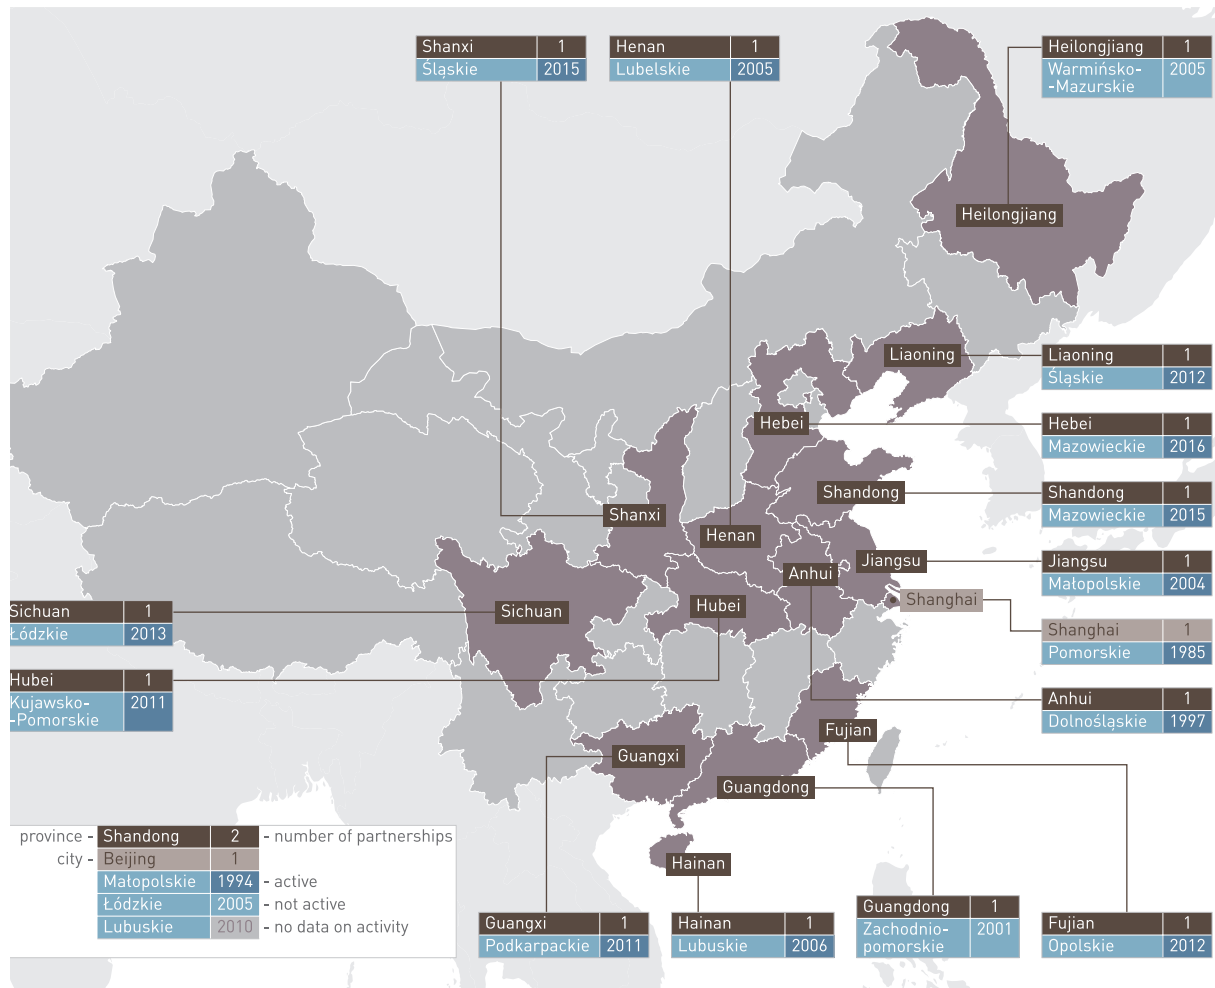 Shanxi 1
Śląskie 2015
Henan 1
Lubelskie 2005
Heilongjiang 1
Warmińsko- 2005
-Mazurskie
Heilongjiang
Liaoning
Liaoning 1
Śląskie 2012
Hebei
Hebei 1
Mazowieckie 2016
Shandong
Shandong 1
Mazowieckie 2015
Shanxi
Henan
Jiangsu
Jiangsu 1
Małopolskie 2004
Anhui
Shanghai
Shanghai 1
Pomorskie 1985
Sichuan 1
Łódzkie 2013
Sichuan
Hubei
Hubei 1
Kujawsko- 2011
-Pomorskie
Anhui 1
Dolnośląskie 1997
Fujian
Guangxi
Guangdong
Hainan
province - Shandong 2 - number of partnerships
city - Beijing 1
Małopolskie 1994 - active
Łódzkie 2005 - not active
Lubuskie 2010 - no data on activity
Guangxi 1
Podkarpackie 2011
Hainan 1
Lubuskie 2006
Guangdong 1
Zachodnio- 2001
pomorskie
Fujian 1
Opolskie 2012